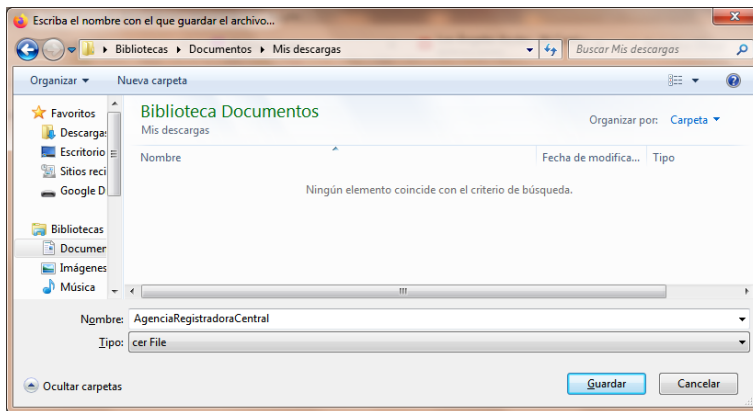 Escriba el nombre con el que guardar el archivo...
Bibliotecas Documentos Mis descargas
Buscar Mis descargas
Organizar Nueva carpeta
Favoritos
Descargas
Escritorio
Sitios reci
Google D
Bibliotecas
Documer
Imágenes
Música
Biblioteca Documentos
Mis descargas
Organizar por: Carpeta
Nombre Fecha de modifica... Tipo
Ningún elemento coincide con el criterio de búsqueda.
Nombre: AgenciaRegistradoraCentral
Tipo: cer File
Ocultar carpetas
Guardar Cancelar